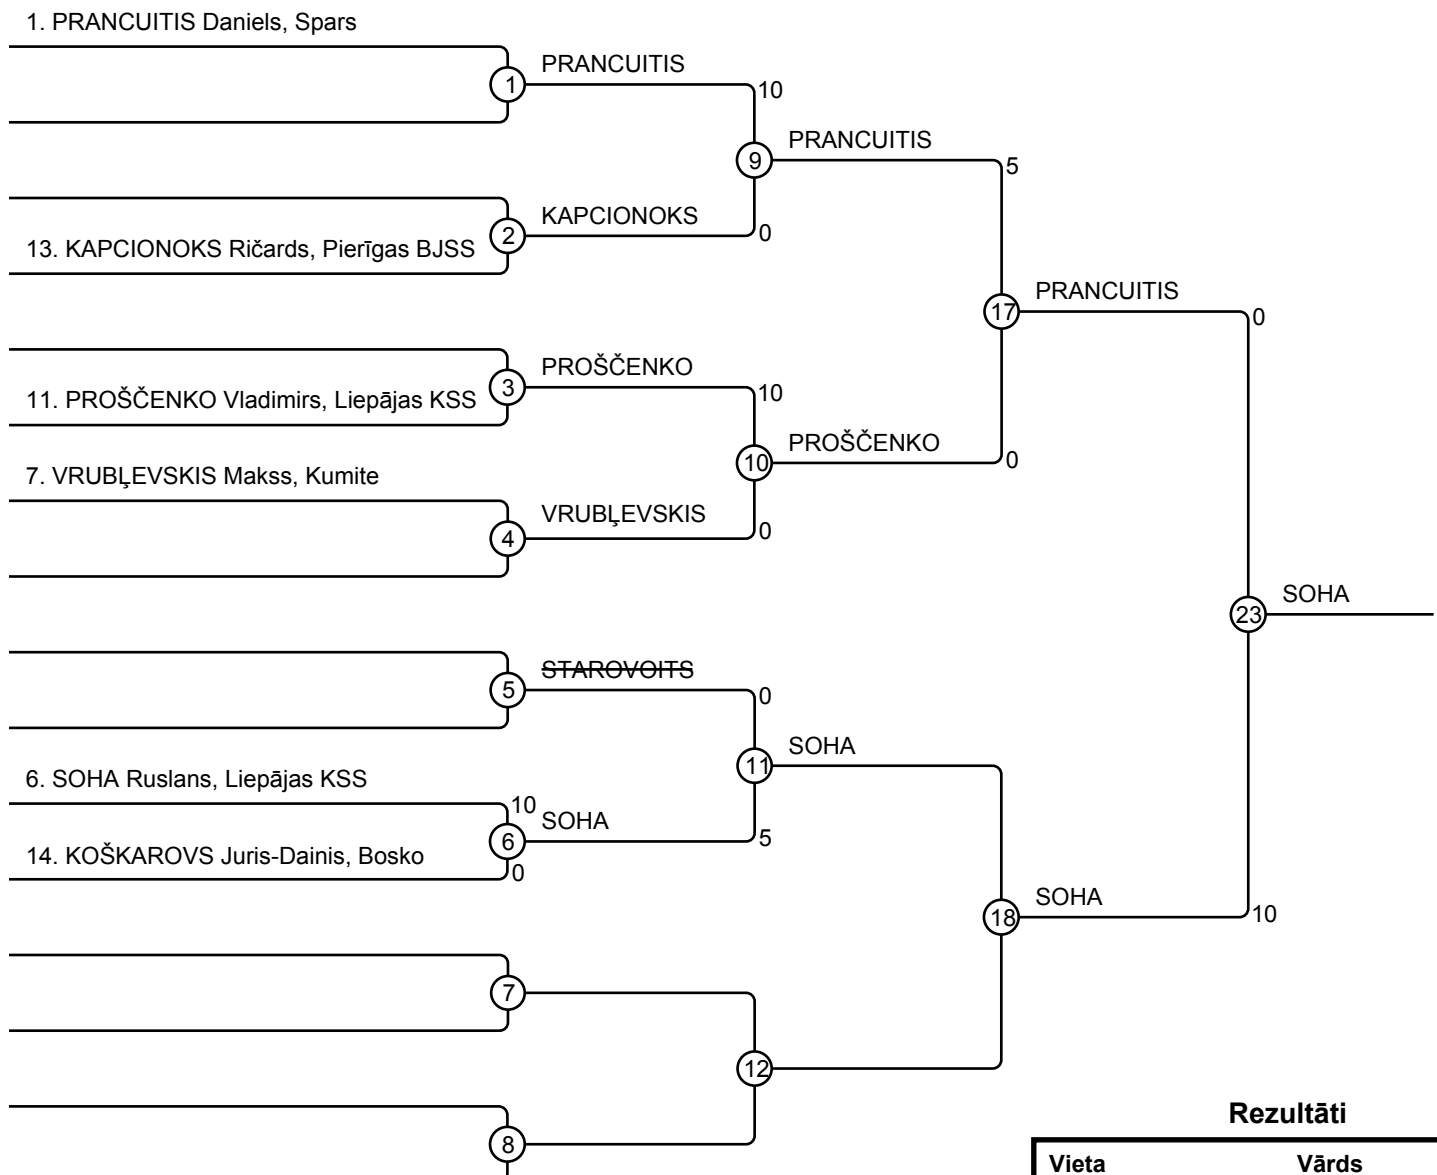 1. PRANCUITIS Daniels, Spars
1
PRANCUITIS
10
9
PRANCUITIS
5
2
KAPCIONOKS
0
13. KAPCIONOKS Ričards, Pierīgas BJSS
17
PRANCUITIS
0
3
PROŠČENKO
10
11. PROŠČENKO Vladimirs, Liepājas KSS
10
PROŠČENKO
0
7. VRUBĻEVSKIS Makss, Kumite
4
VRUBĻEVSKIS
0
23
SOHA
5
STAROVOITS
0
11
SOHA
6. SOHA Ruslans, Liepājas KSS
10
6
SOHA
5
14. KOŠKAROVS Juris-Dainis, Bosko
0
18
SOHA
10
7
12
8
Rezultāti
Vieta Vārds